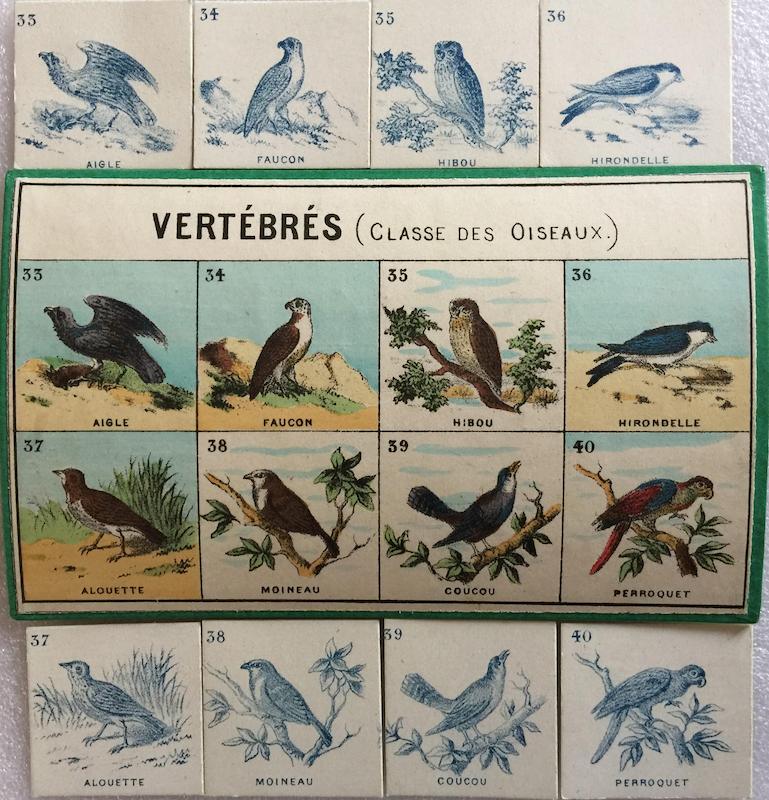 33 34 35 36
AIGLE FAUCON HIBOU HIRONDELLE
VERTÉBRÉS (CLASSE DES OISEAUX.)
33 34 35 36
AIGLE FAUCON HIBOU HIRONDELLE
37 38 39 40
ALOUETTE MOINEAU COUCOU PERROQUET
37 38 39 40
ALOUETTE MOINEAU COUCOU PERROQUET